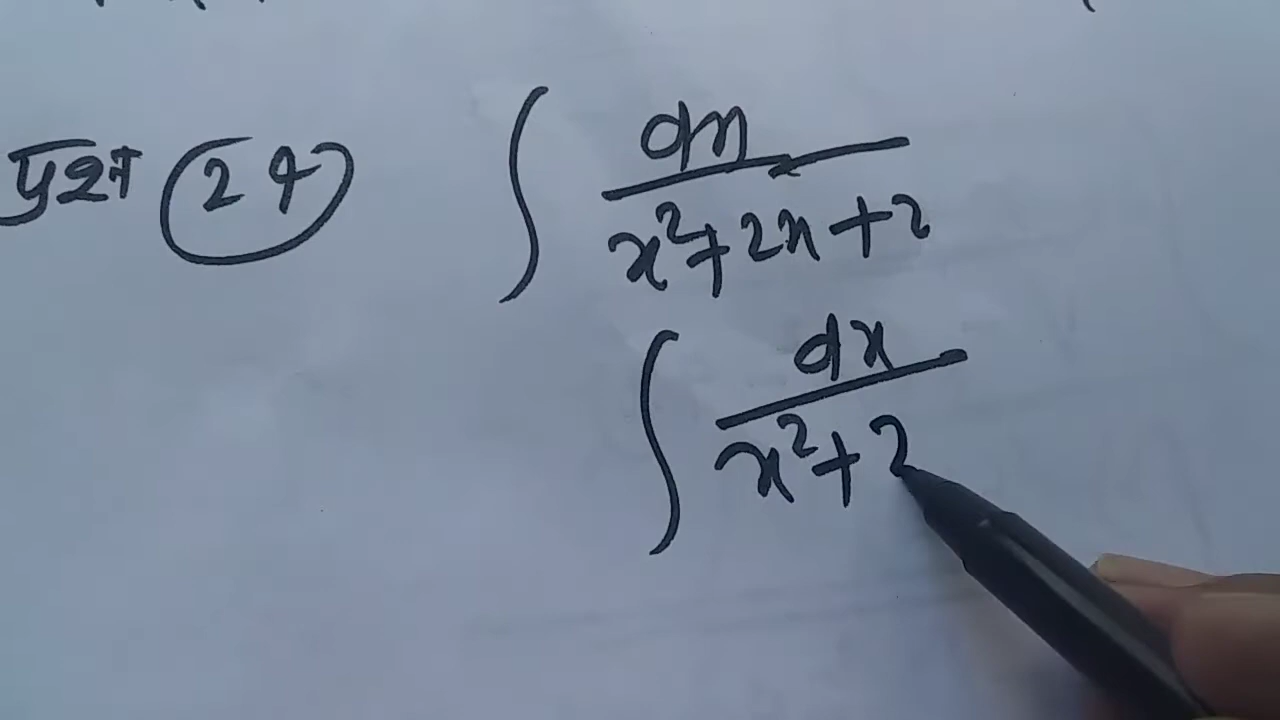 प्रश्न 24 ∫ dx / x²+2x+2
∫ dx / x²+2